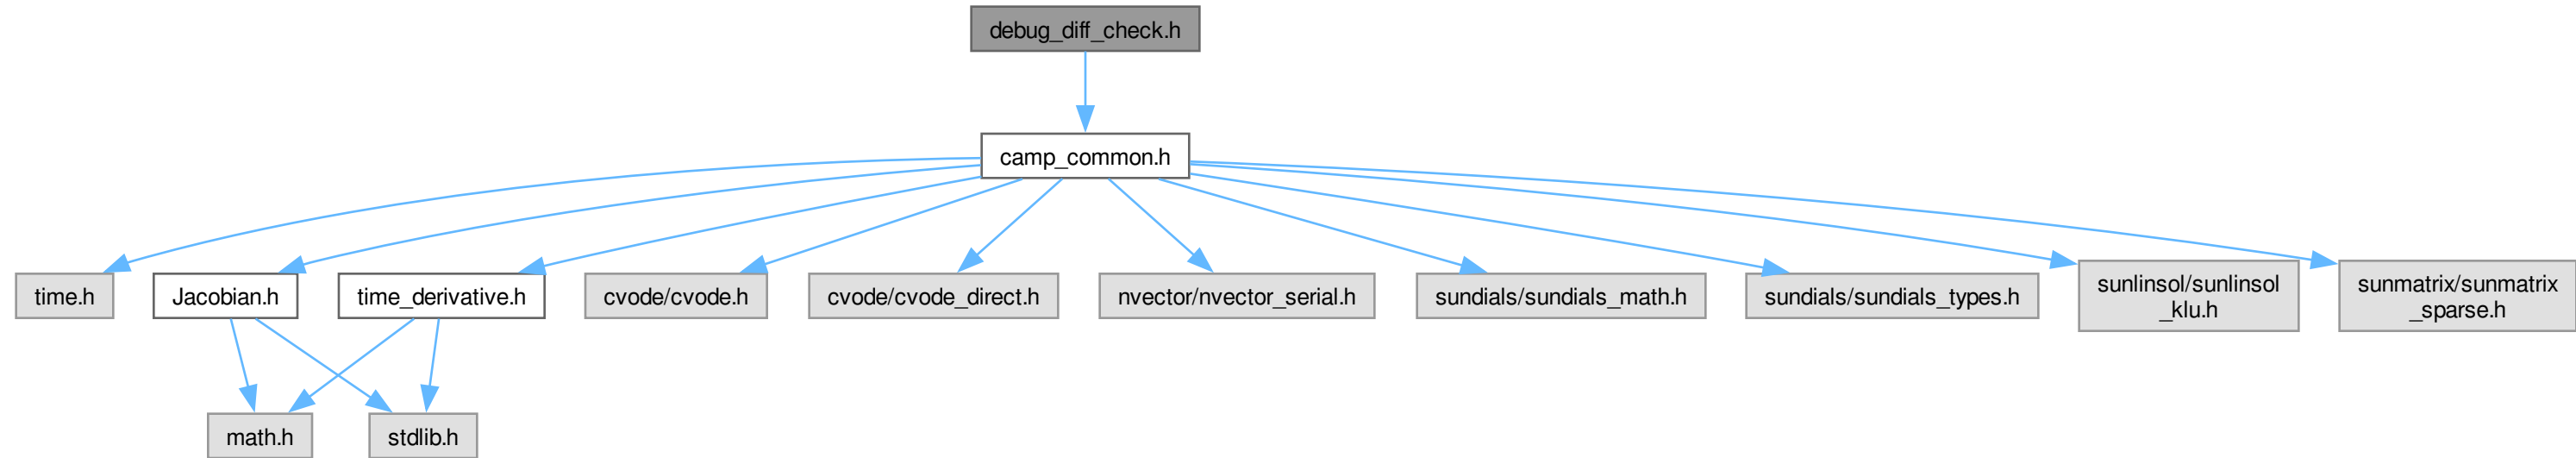 debug_diff_check.h
camp_common.h
time.h
Jacobian.h
time_derivative.h
cvode/cvode.h
cvode/cvode_direct.h
nvector/nvector_serial.h
sundials/sundials_math.h
sundials/sundials_types.h
sunlinsol/sunlinsol
_klu.h
sunmatrix/sunmatrix
_sparse.h
math.h
stdlib.h